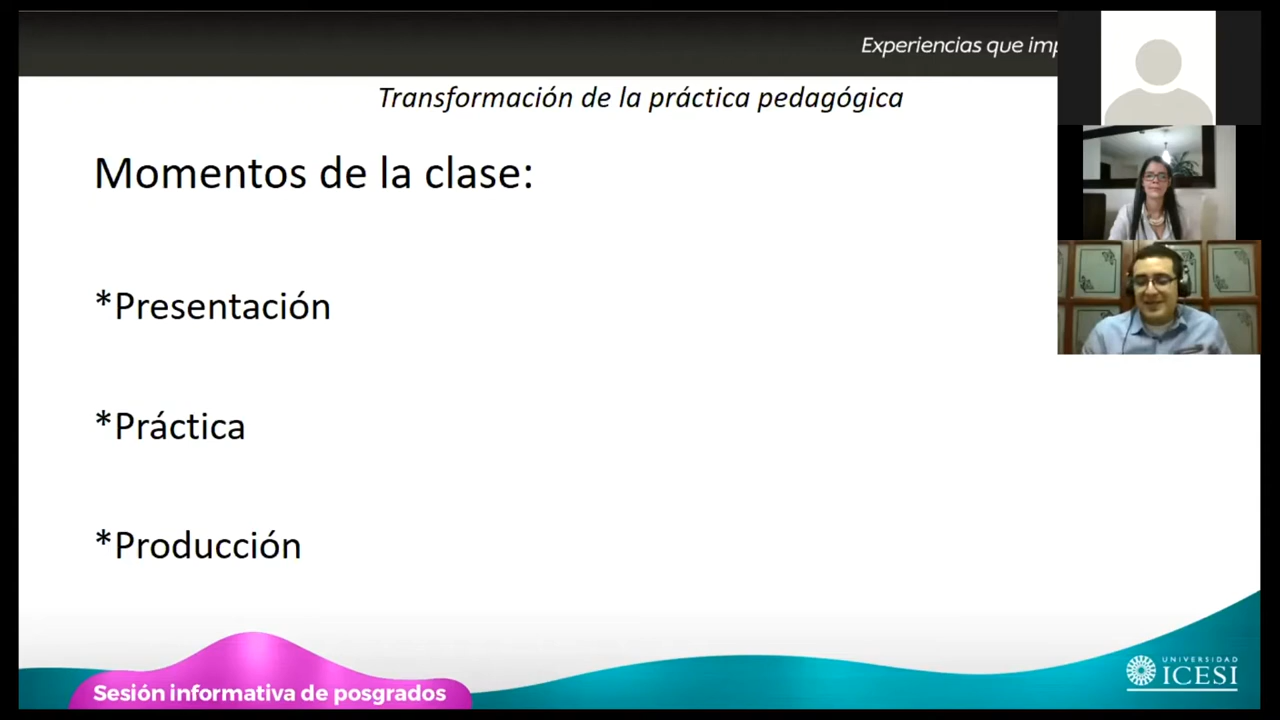 Experiencias que
Transformación de la práctica pedagógica
Momentos de la clase:
*Presentación
*Práctica
*Producción
Sesión informativa de posgrados
UNIVERSIDAD
ICESI